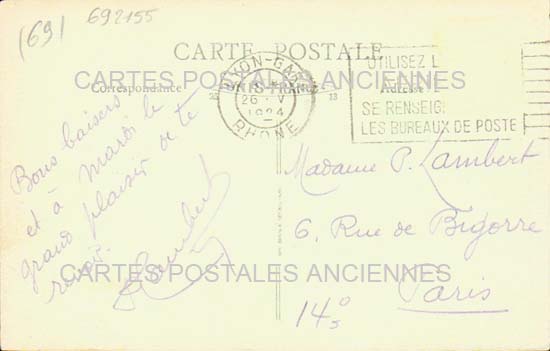 (69) 692155
CARTE POSTALE
Correspondance
Adresse
LYON-GARE
26 V
1924
RHONE
UTILISEZ L
SE RENSEIG
LES BUREAUX DE POSTE
CARTES POSTALES ANCIENNES
Bons baisers
et à mardi le
grand plaisir de te
revoir.
Lambert
Madame P. Lambert
6, Rue de Bigorre
Paris
14º
CARTES POSTALES ANCIENNES